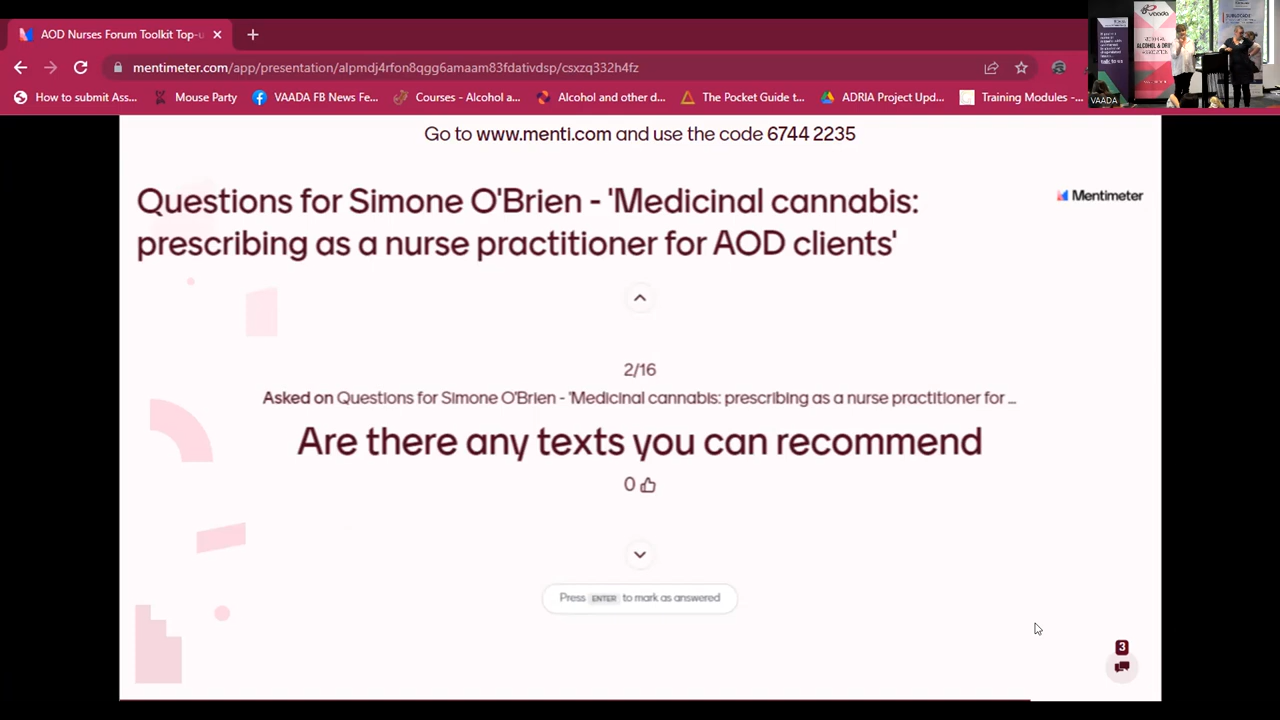 AOD Nurses Forum Toolkit Top-u
mentimeter.com/app/presentation/alpmdj4rfon8qgg6amaam83fdativdsp/csxzq332h4fz
How to submit Ass...
Mouse Party
VAADA FB News Fe...
Courses - Alcohol a...
Alcohol and other d...
The Pocket Guide t...
ADRIA Project Upd...
Training Modules -...
vaada
ALCOHOL & DRUG
VAADA
Go to www.menti.com and use the code 6744 2235
Questions for Simone O'Brien - 'Medicinal cannabis:
prescribing as a nurse practitioner for AOD clients'
Mentimeter
2/16
Asked on Questions for Simone O'Brien - 'Medicinal cannabis: prescribing as a nurse practitioner for ...
Are there any texts you can recommend
0
Press ENTER to mark as answered
3